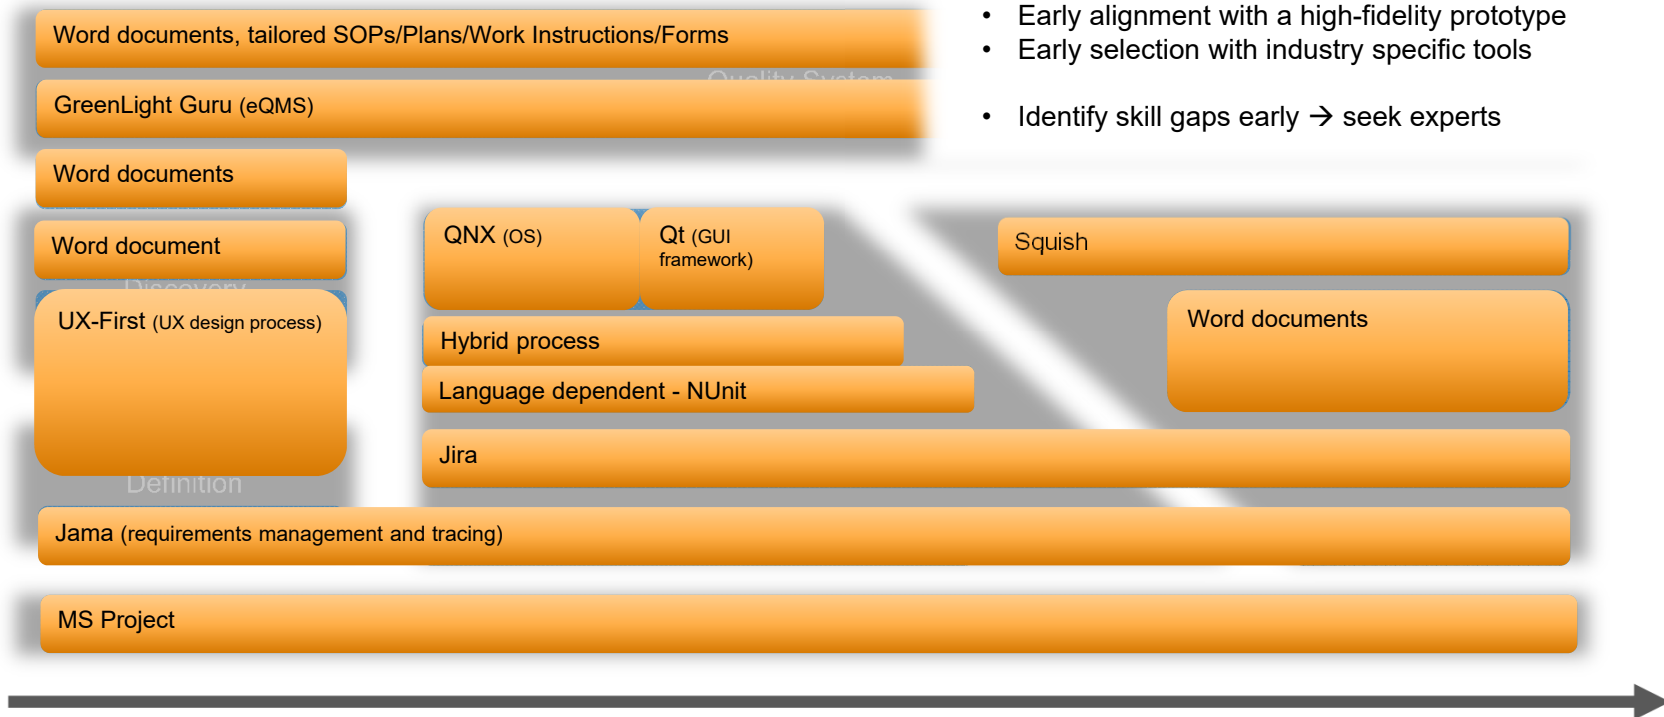 Word documents, tailored SOPs/Plans/Work Instructions/Forms
Quality System
GreenLight Guru (eQMS)
• Early alignment with a high-fidelity prototype
• Early selection with industry specific tools
• Identify skill gaps early → seek experts
Word documents
Word document
Discovery
UX-First (UX design process)
Definition
QNX (OS)
Qt (GUI
framework)
Squish
Word documents
Hybrid process
Language dependent - NUnit
Jira
Jama (requirements management and tracing)
MS Project